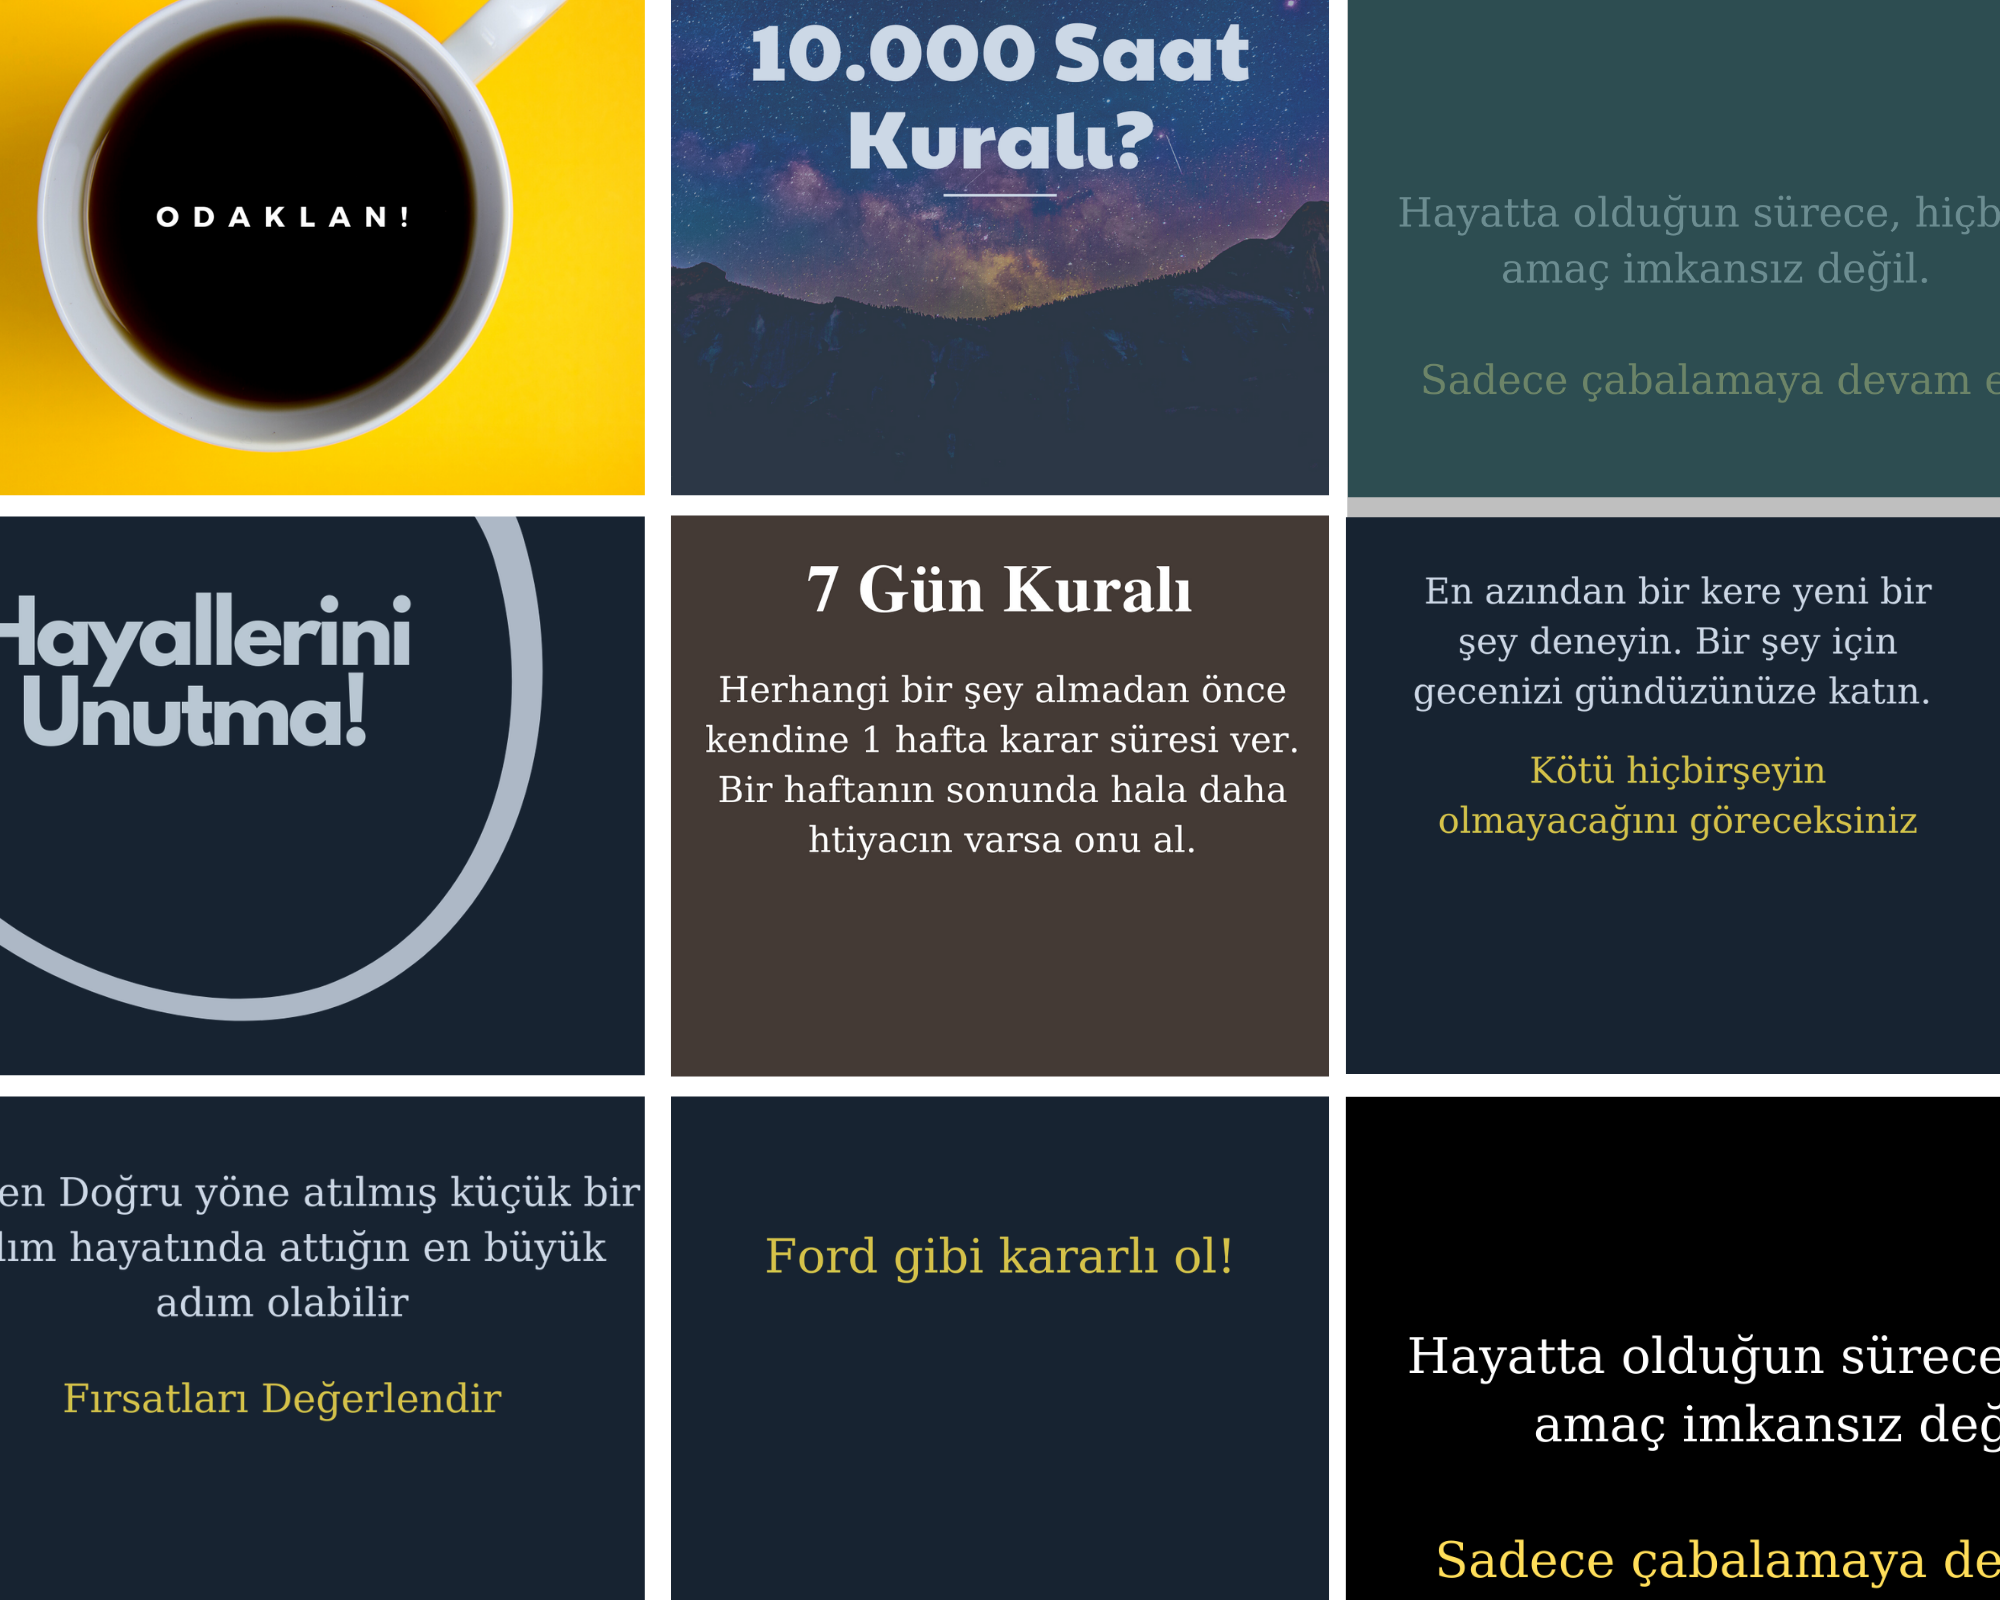 ODAKLAN!
10.000 Saat
Kuralı?
Hayatta olduğun sürece, hiçb
amaç imkansız değil.
Sadece çabalamaya devam e
Hayallerini
Unutma!
7 Gün Kuralı
Herhangi bir şey almadan önce
kendine 1 hafta karar süresi ver.
Bir haftanın sonunda hala daha
htiyacın varsa onu al.
En azından bir kere yeni bir
şey deneyin. Bir şey için
gecenizi gündüzünüze katın.
Kötü hiçbirşeyin
olmayacağını göreceksiniz
en Doğru yöne atılmış küçük bir
lım hayatında attığın en büyük
adım olabilir
Fırsatları Değerlendir
Ford gibi kararlı ol!
Hayatta olduğun sürece
amaç imkansız değ
Sadece çabalamaya de